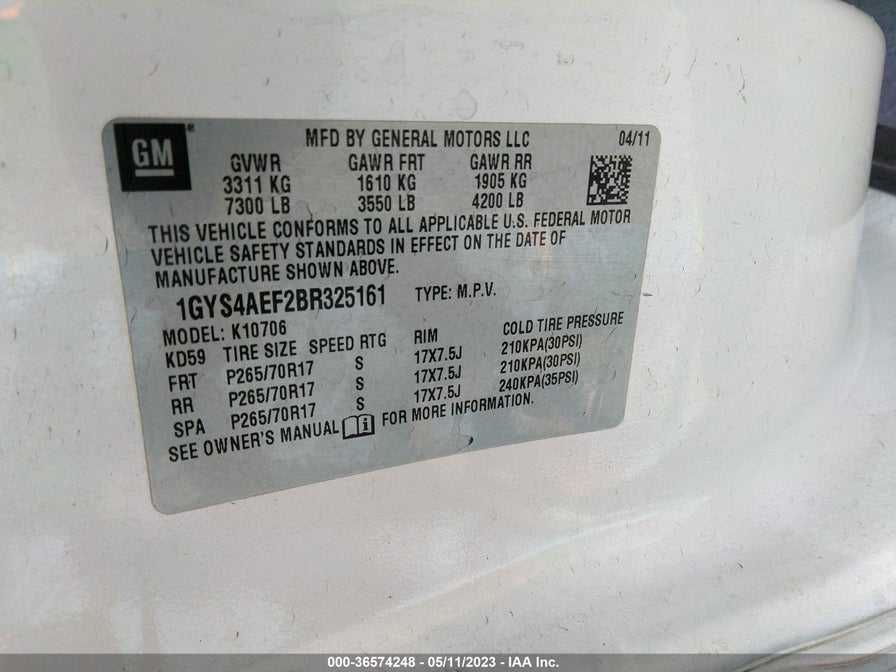 GM
®
MFD BY GENERAL MOTORS LLC 04/11
GVWR GAWR FRT GAWR RR
3311 KG 1610 KG 1905 KG
7300 LB 3550 LB 4200 LB
THIS VEHICLE CONFORMS TO ALL APPLICABLE U.S. FEDERAL MOTOR
VEHICLE SAFETY STANDARDS IN EFFECT ON THE DATE OF
MANUFACTURE SHOWN ABOVE.
1GYS4AEF2BR325161 TYPE: M.P.V.
MODEL: K10706
KD59 TIRE SIZE SPEED RTG RIM COLD TIRE PRESSURE
FRT P265/70R17 S 17X7.5J 210KPA(30PSI)
RR P265/70R17 S 17X7.5J 210KPA(30PSI)
SPA P265/70R17 S 17X7.5J 240KPA(35PSI)
SEE OWNER'S MANUAL i FOR MORE INFORMATION.
000-36574248 - 05/11/2023 - IAA Inc.